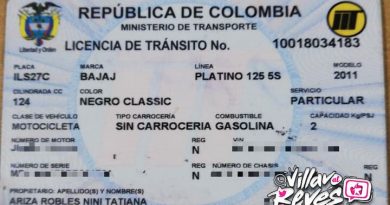 REPÚBLICA DE COLOMBIA
MINISTERIO DE TRANSPORTE
LICENCIA DE TRÁNSITO No. 10018034183
Libertad y Orden
PLACA MARCA LÍNEA MODELO
ILS27C BAJAJ PLATINO 125 5S 2011
CILINDRADA CC COLOR SERVICIO
124 NEGRO CLASSIC PARTICULAR
CLASE DE VEHÍCULO TIPO CARROCERÍA COMBUSTIBLE CAPACIDAD Kg/PSJ
MOTOCICLETA SIN CARROCERIA GASOLINA 2
NÚMERO DE MOTOR REG VIN
N
NÚMERO DE SERIE REG NÚMERO DE CHASIS REG
N N
PROPIETARIO: APELLIDO(S) Y NOMBRE(S)
ARIZA ROBLES NINI TATIANA
Villava al Reves